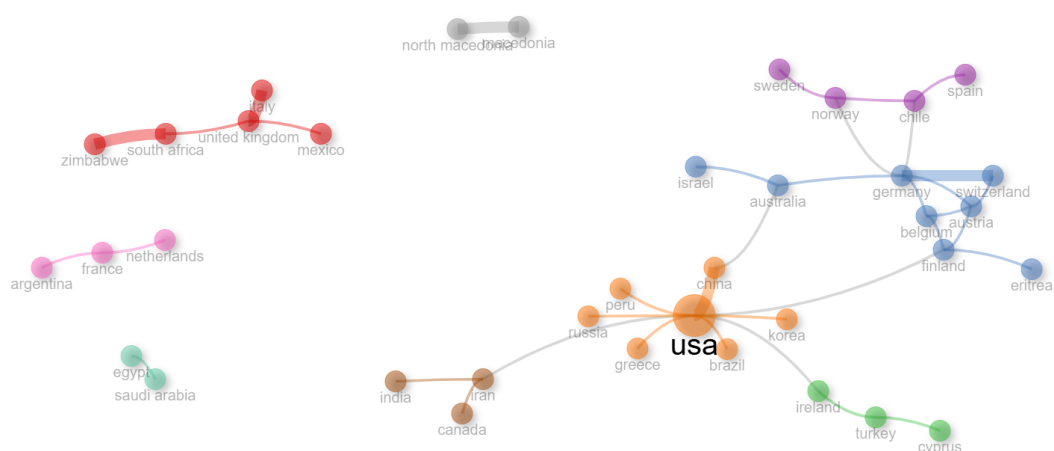 north macedonia
macedonia
sweden
spain
norway
chile
italy
zimbabwe
south africa
united kingdom
mexico
israel
australia
germany
switzerland
belgium
austria
finland
eritrea
netherlands
france
argentina
china
peru
russia
usa
korea
greece
brazil
egypt
saudi arabia
india
iran
canada
ireland
turkey
cyprus